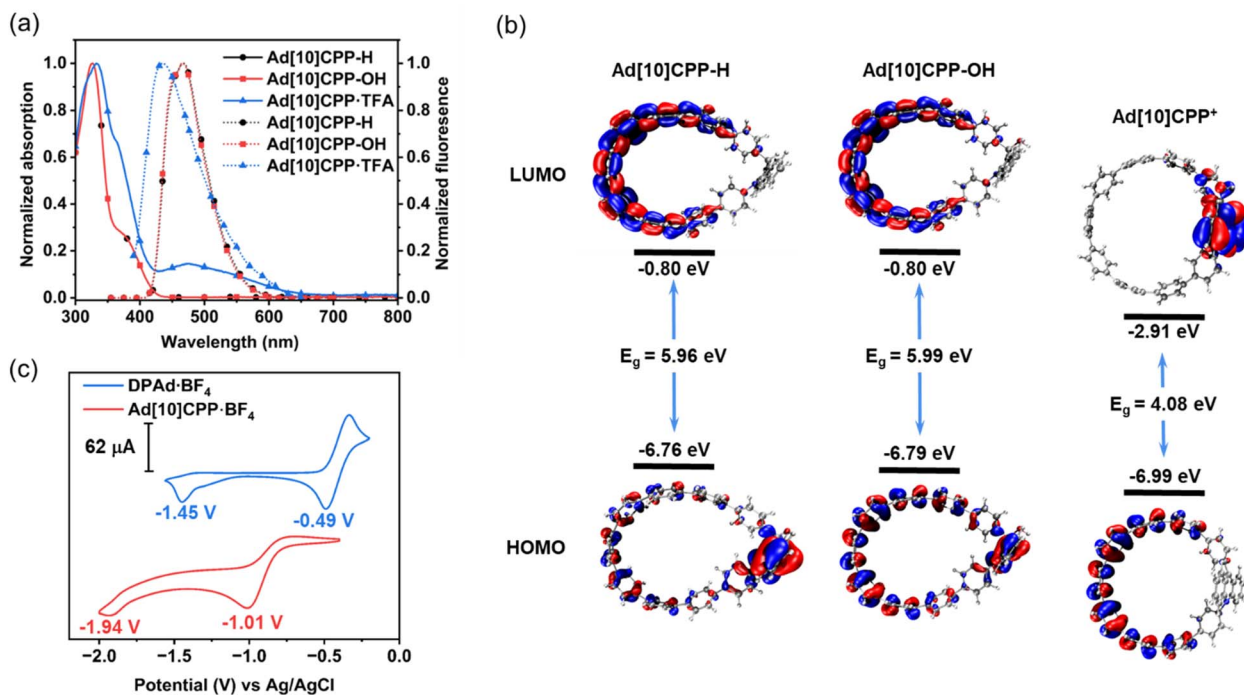 (a)
Normalized absorption
Normalized fluorescence
1.0
0.8
0.6
0.4
0.2
0.0
1.0
0.8
0.6
0.4
0.2
0.0
Ad[10]CPP-H
Ad[10]CPP-OH
Ad[10]CPP·TFA
Ad[10]CPP-H
Ad[10]CPP-OH
Ad[10]CPP·TFA
300 400 500 600 700 800
Wavelength (nm)
(b)
Ad[10]CPP-H Ad[10]CPP-OH Ad[10]CPP⁺
LUMO
-0.80 eV -0.80 eV -2.91 eV
Eg = 5.96 eV Eg = 5.99 eV Eg = 4.08 eV
-6.76 eV -6.79 eV -6.99 eV
HOMO
(c)
DPAd·BF₄
Ad[10]CPP·BF₄
62 μA
-1.45 V -0.49 V
-1.94 V -1.01 V
−2.0 −1.5 −1.0 −0.5 0.0
Potential (V) vs Ag/AgCl